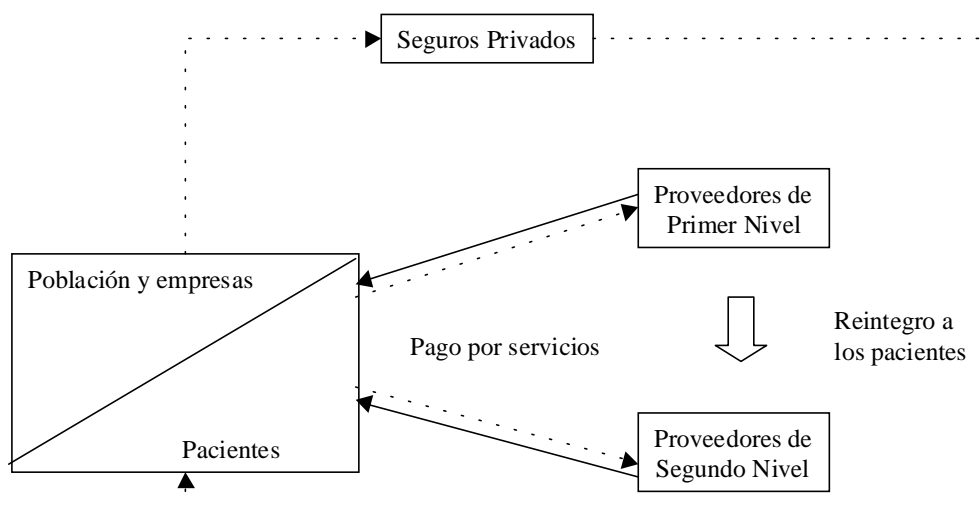 Seguros Privados
Proveedores de
Primer Nivel
Población y empresas
Reintegro a
los pacientes
Pago por servicios
Pacientes
Proveedores de
Segundo Nivel